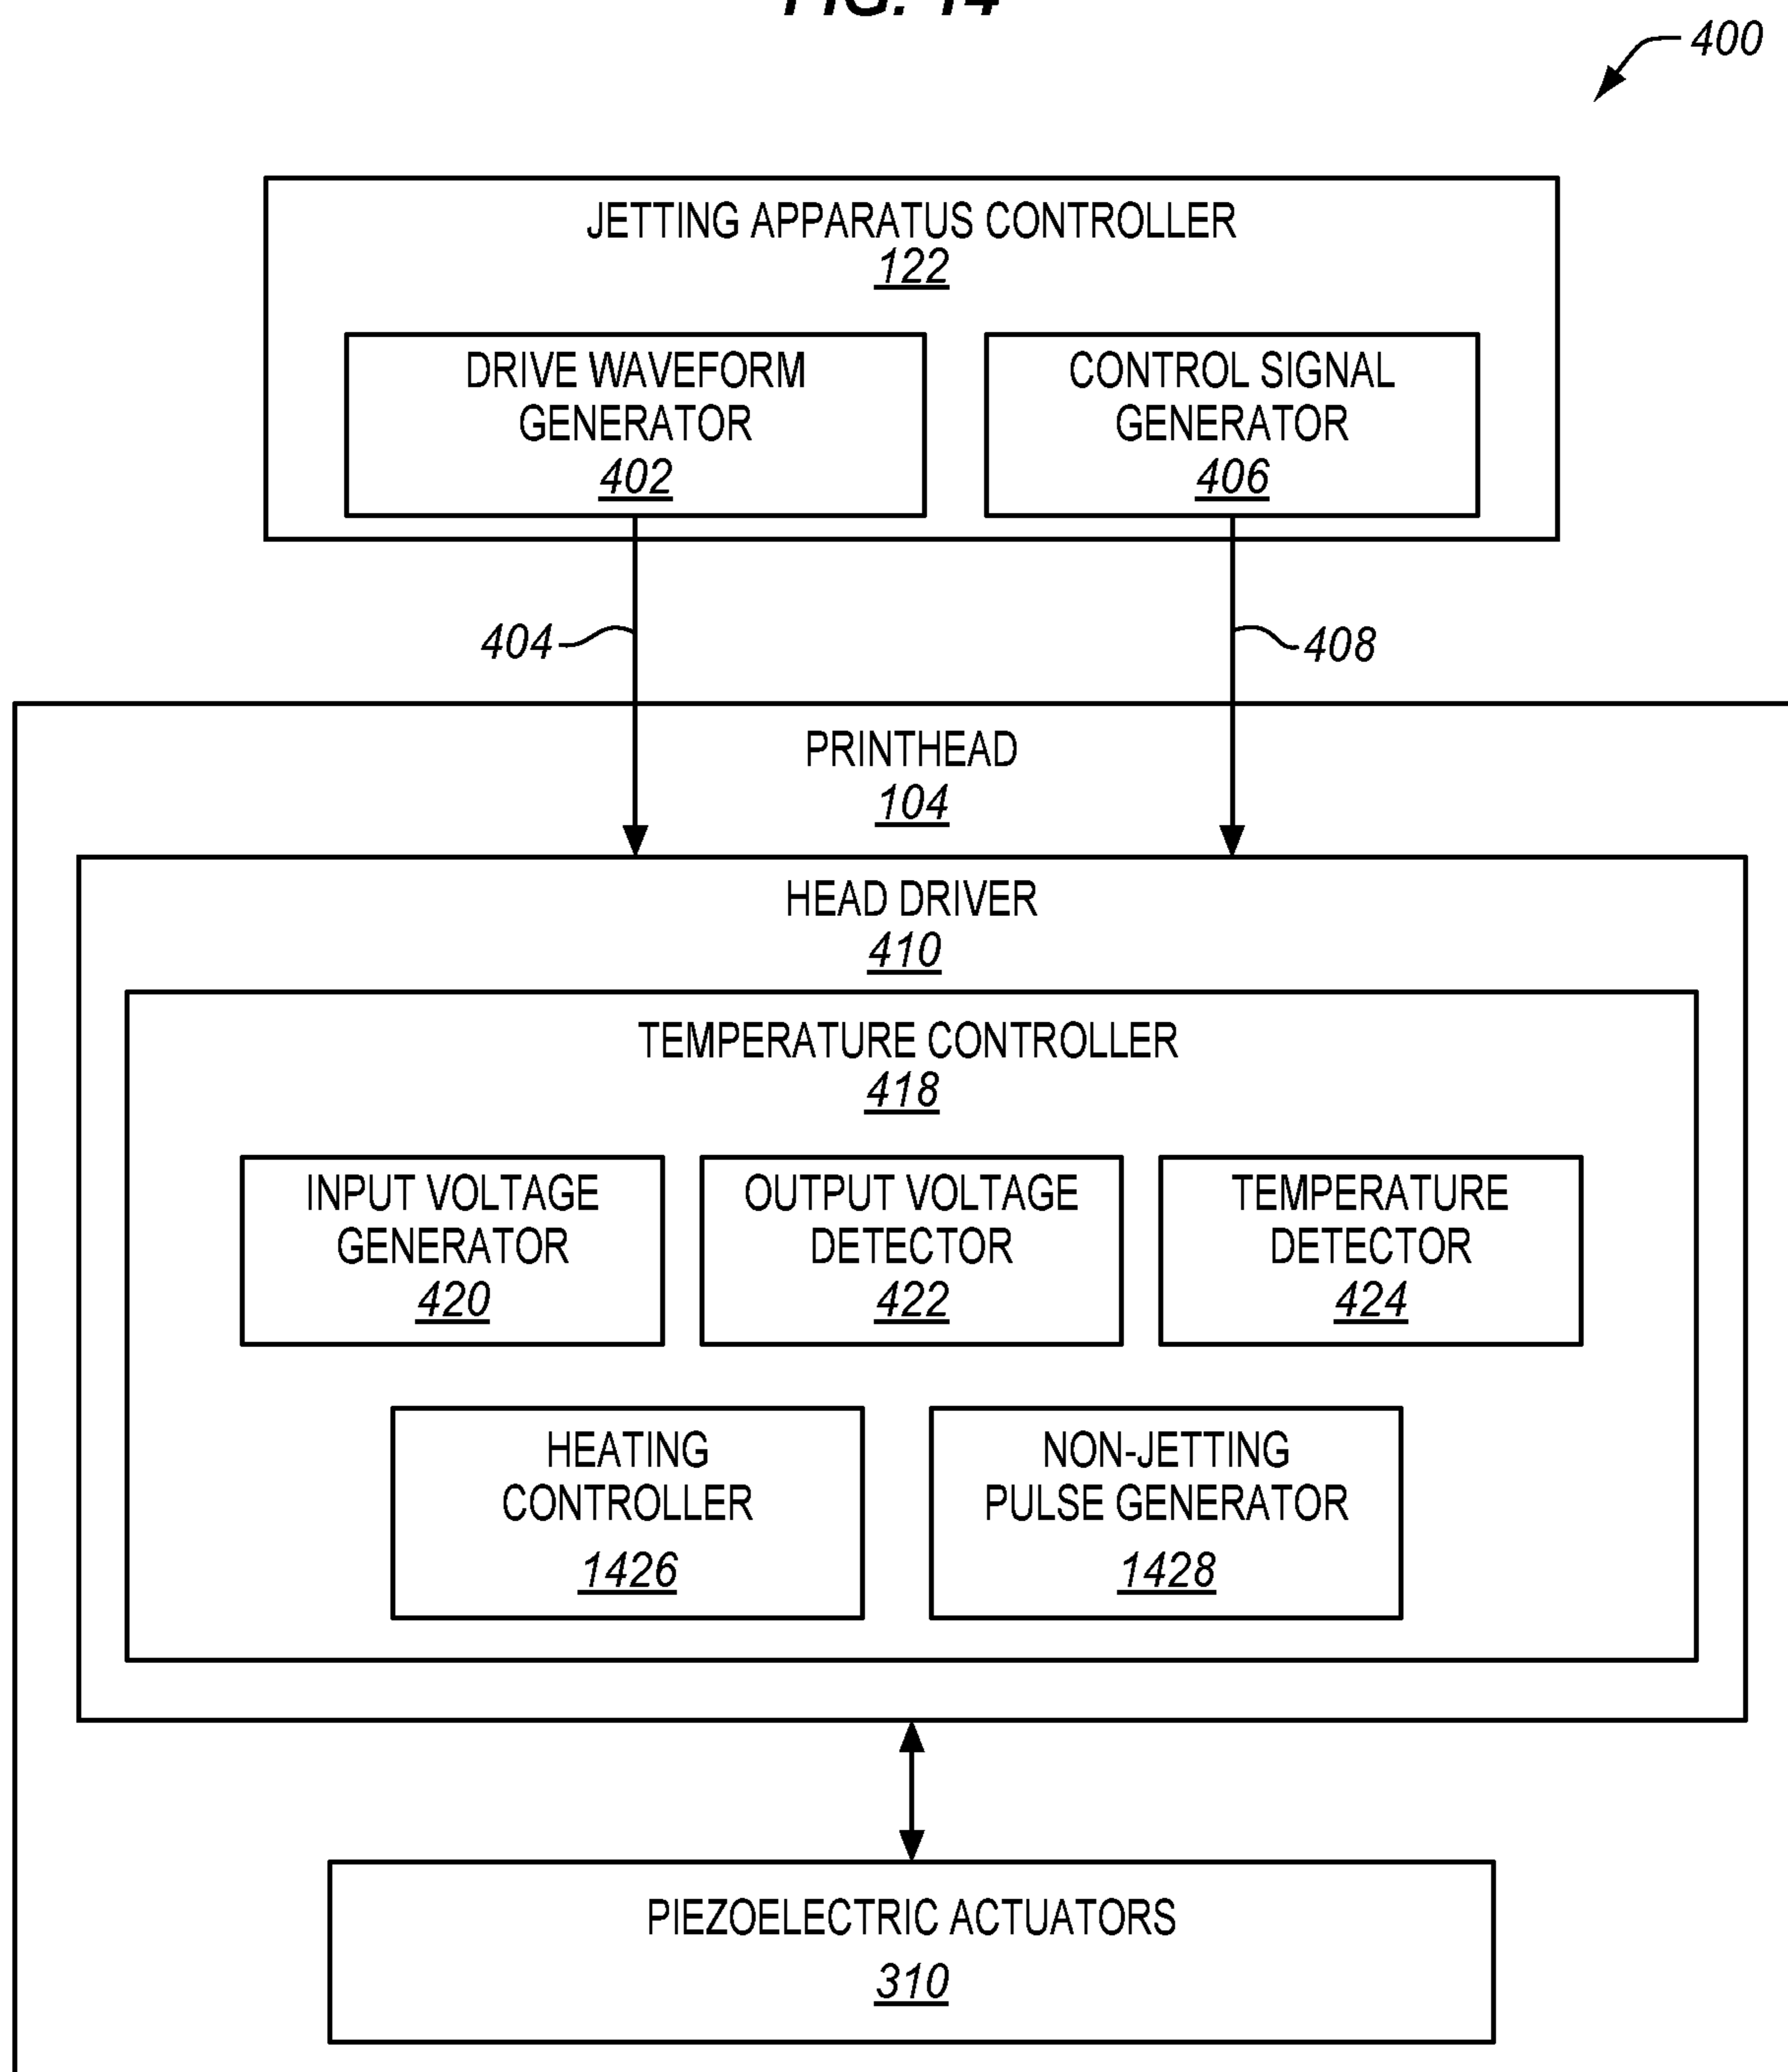 FIG. 14
400
JETTING APPARATUS CONTROLLER
122
DRIVE WAVEFORM
GENERATOR
402
CONTROL SIGNAL
GENERATOR
406
404
408
PRINTHEAD
104
HEAD DRIVER
410
TEMPERATURE CONTROLLER
418
INPUT VOLTAGE
GENERATOR
420
OUTPUT VOLTAGE
DETECTOR
422
TEMPERATURE
DETECTOR
424
HEATING
CONTROLLER
1426
NON-JETTING
PULSE GENERATOR
1428
PIEZOELECTRIC ACTUATORS
310